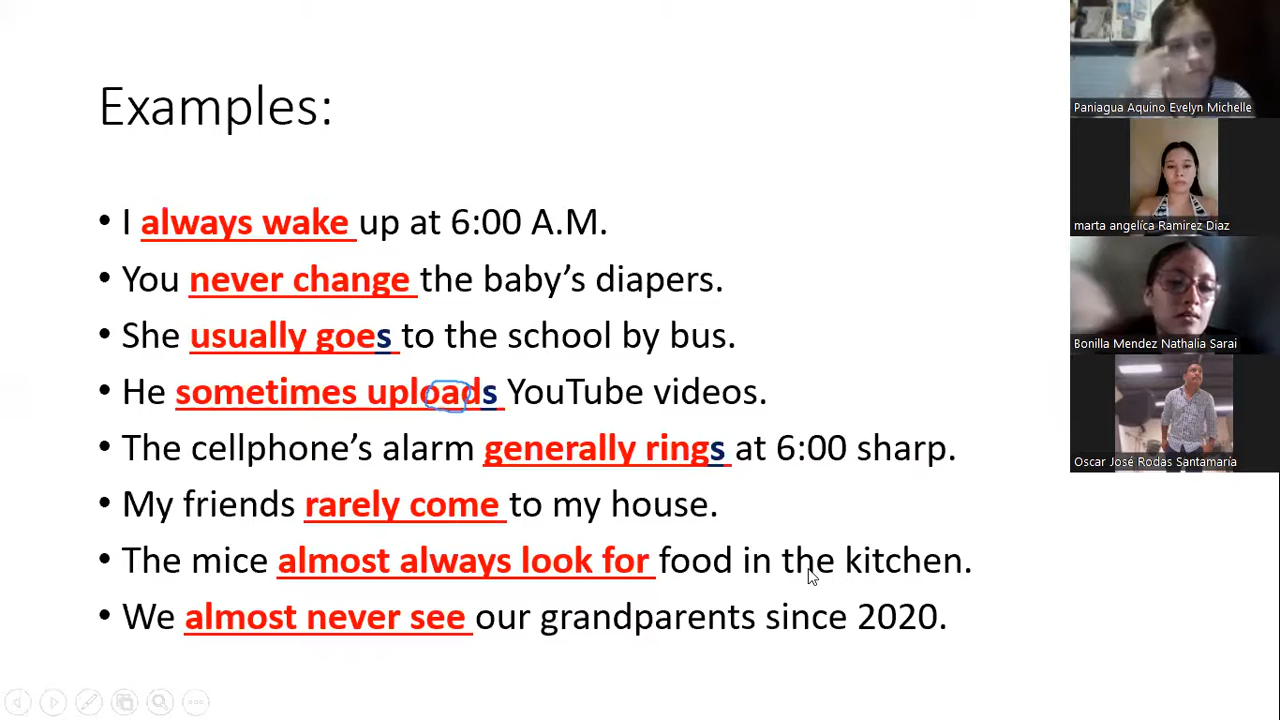 Examples:
• I always wake up at 6:00 A.M.
• You never change the baby’s diapers.
• She usually goes to the school by bus.
• He sometimes uploads YouTube videos.
• The cellphone’s alarm generally rings at 6:00 sharp.
• My friends rarely come to my house.
• The mice almost always look for food in the kitchen.
• We almost never see our grandparents since 2020.
Paniagua Aquino Evelyn Michelle
marta angelíca Ramirez Diaz
Bonilla Mendez Nathalia Sarai
Oscar José Rodas Santamaría